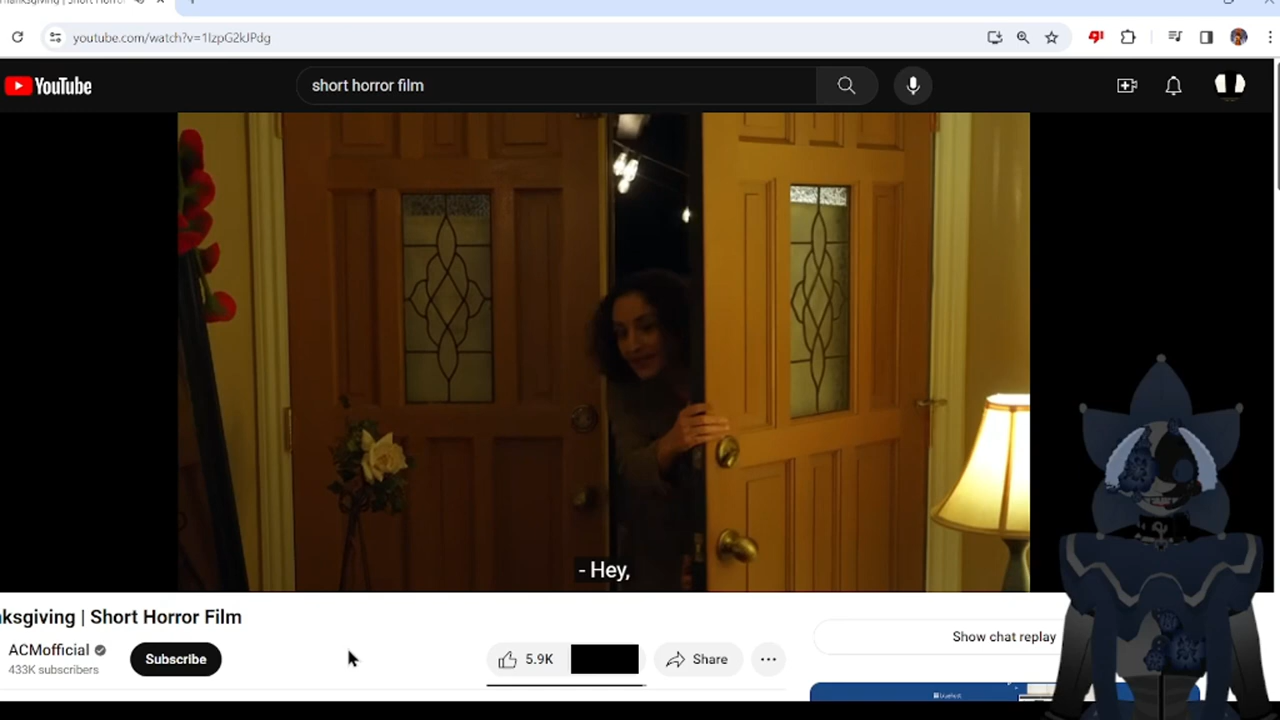 youtube.com/watch?v=1lzpG2kJPdg
YouTube
short horror film
- Hey,
ksgiving | Short Horror Film
ACMofficial
433K subscribers
Subscribe
5.9K
Share
Show chat replay